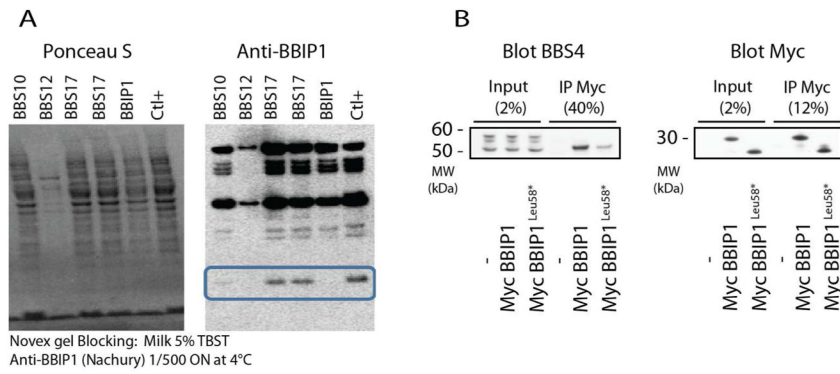 A
Ponceau S
Anti-BBIP1
BBS10
BBS12
BBS17
BBS17
BBIP1
Ctl+
BBS10
BBS12
BBS17
BBS17
BBIP1
Ctl+
Novex gel Blocking: Milk 5% TBST
Anti-BBIP1 (Nachury) 1/500 ON at 4°C
B
Blot BBS4
Input
(2%)
IP Myc
(40%)
60 -
50 -
MW
(kDa)
-
Myc BBIP1
Myc BBIP1 Leu58*
-
Myc BBIP1
Myc BBIP1 Leu58*
Blot Myc
Input
(2%)
IP Myc
(12%)
30 -
MW
(kDa)
-
Myc BBIP1
Myc BBIP1 Leu58*
-
Myc BBIP1
Myc BBIP1 Leu58*